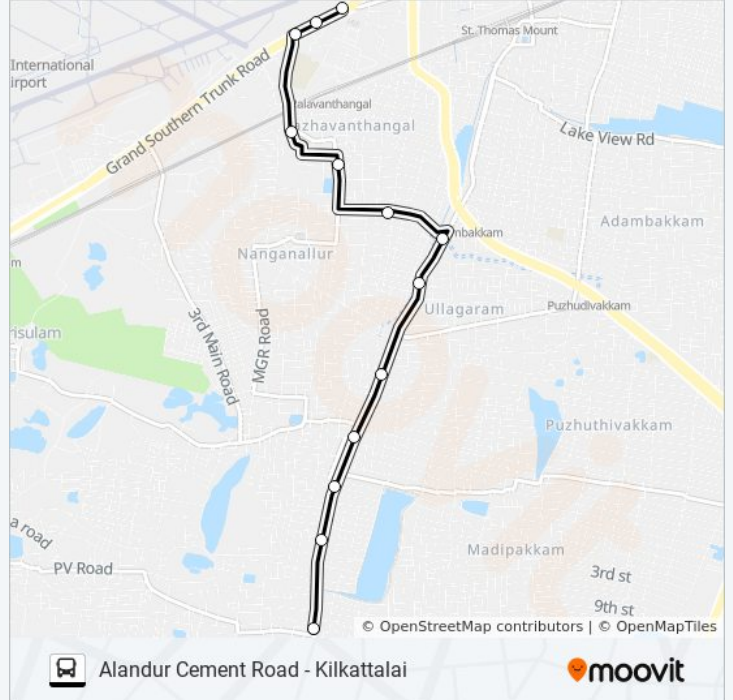 St. Thomas Mount
International
irport
Grand Southern Trunk Road
alavanthangal
azhavanthangal
Lake View Rd
Adambakkam
mbakkam
Nanganallur
m
Ullagaram
Puzhudivakkam
risulam
3rd Main Road
MGR Road
Puzhuthivakkam
a road
Madipakkam
PV Road
3rd st
9th st
© OpenStreetMap contributors | © OpenMapTiles
Alandur Cement Road - Kilkattalai
moovit